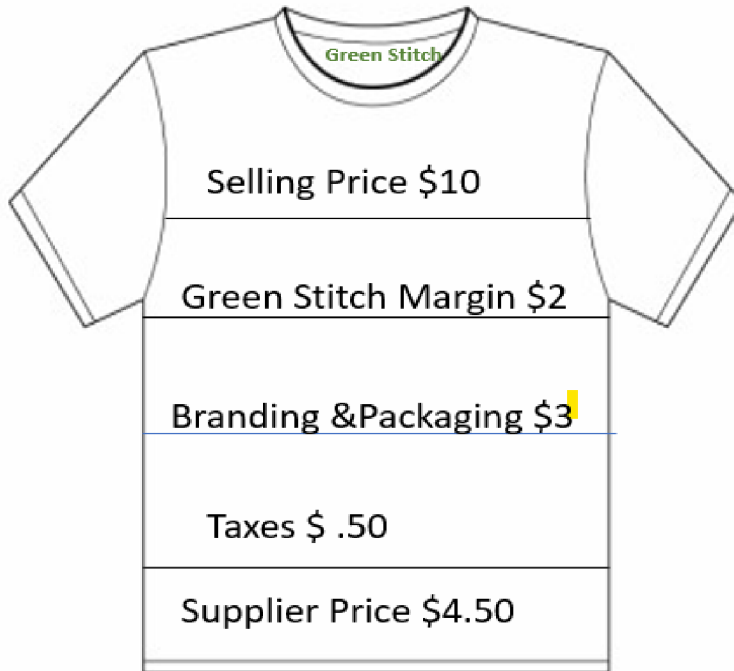 Green Stitch
Selling Price $10
Green Stitch Margin $2
Branding &Packaging $3
Taxes $ .50
Supplier Price $4.50